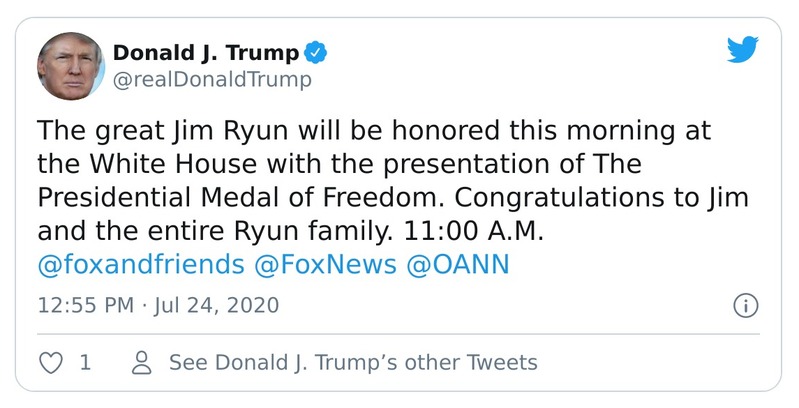 Donald J. Trump
@realDonaldTrump
The great Jim Ryun will be honored this morning at
the White House with the presentation of The
Presidential Medal of Freedom. Congratulations to Jim
and the entire Ryun family. 11:00 A.M.
@foxandfriends @FoxNews @OANN
12:55 PM · Jul 24, 2020
1 See Donald J. Trump’s other Tweets